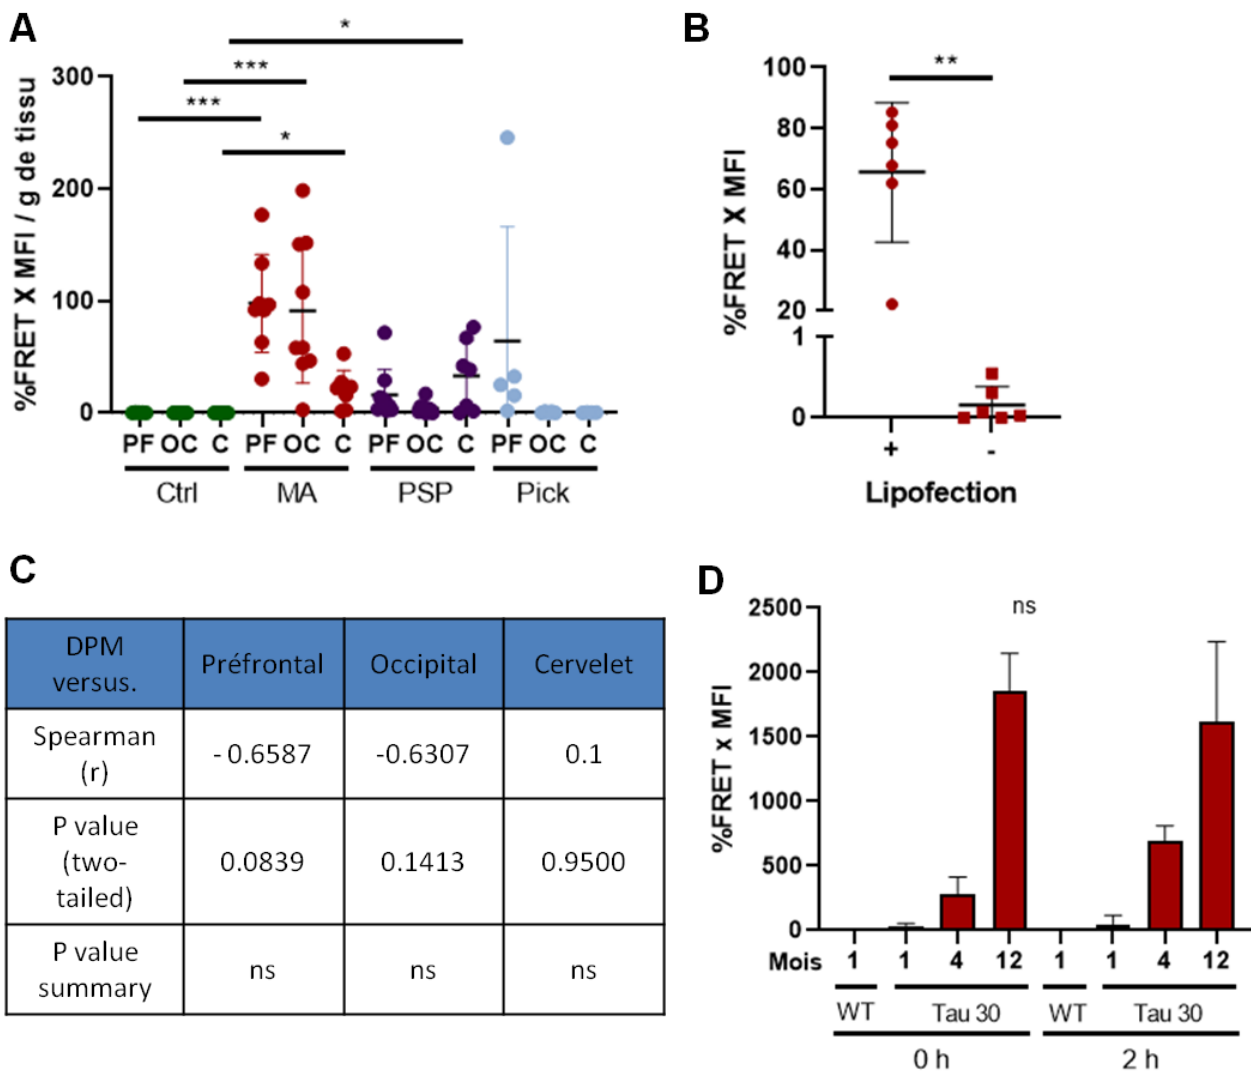 A
*
***
***
*
%FRET X MFI / g de tissu
300
200
100
0
PF OC C PF OC C PF OC C PF OC C
Ctrl MA PSP Pick
B
**
%FRET X MFI
100
80
60
40
20
1
0
+ -
Lipofection
C
DPM
versus.
Préfrontal
Occipital
Cervelet
Spearman
(r)
- 0.6587
-0.6307
0.1
P value
(two-
tailed)
0.0839
0.1413
0.9500
P value
summary
ns
ns
ns
D
ns
%FRET x MFI
2500
2000
1500
1000
500
0
Mois 1 1 4 12 1 1 4 12
WT Tau 30 WT Tau 30
0 h 2 h